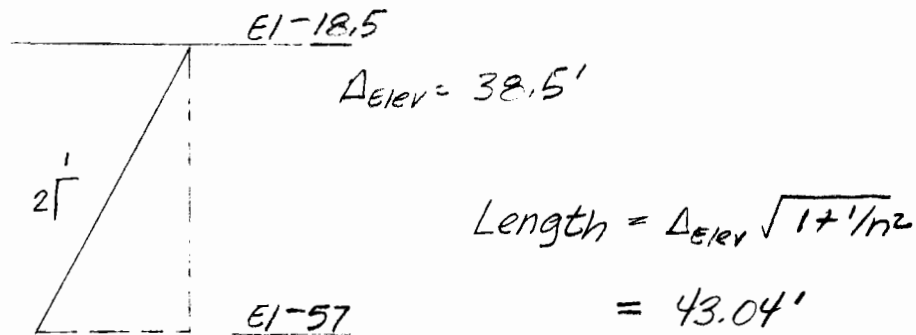 El-18.5
ΔElev = 38.5'
1
2
Length = ΔElev √1+1/n²
= 43.04'
El-57